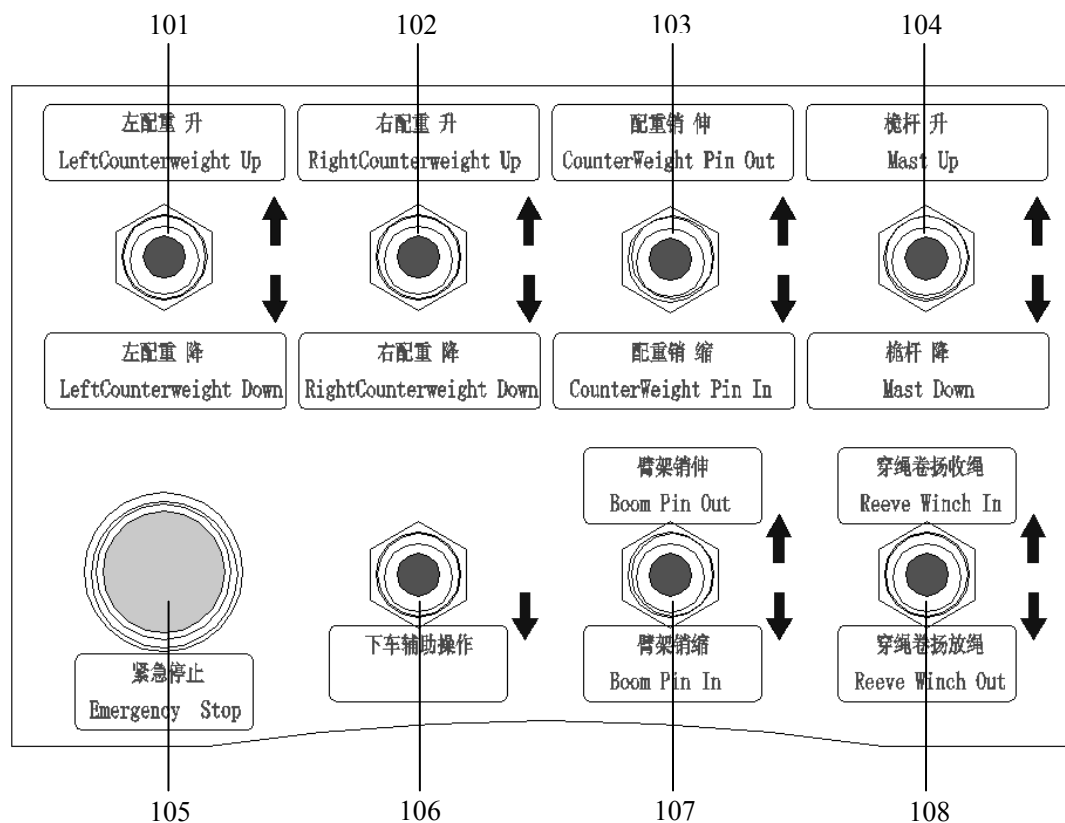 101 102 103 104
左配重 升 右配重 升 配重销 伸 桅杆 升
LeftCounterweight Up RightCounterweight Up CounterWeight Pin Out Mast Up
左配重 降 右配重 降 配重销 缩 桅杆 降
LeftCounterweight Down RightCounterweight Down CounterWeight Pin In Mast Down
臂架销伸 穿绳卷扬收绳
Boom Pin Out Reeve Winch In
紧急停止
Emergency Stop
下车辅助操作
臂架销缩 穿绳卷扬放绳
Boom Pin In Reeve Winch Out
105 106 107 108